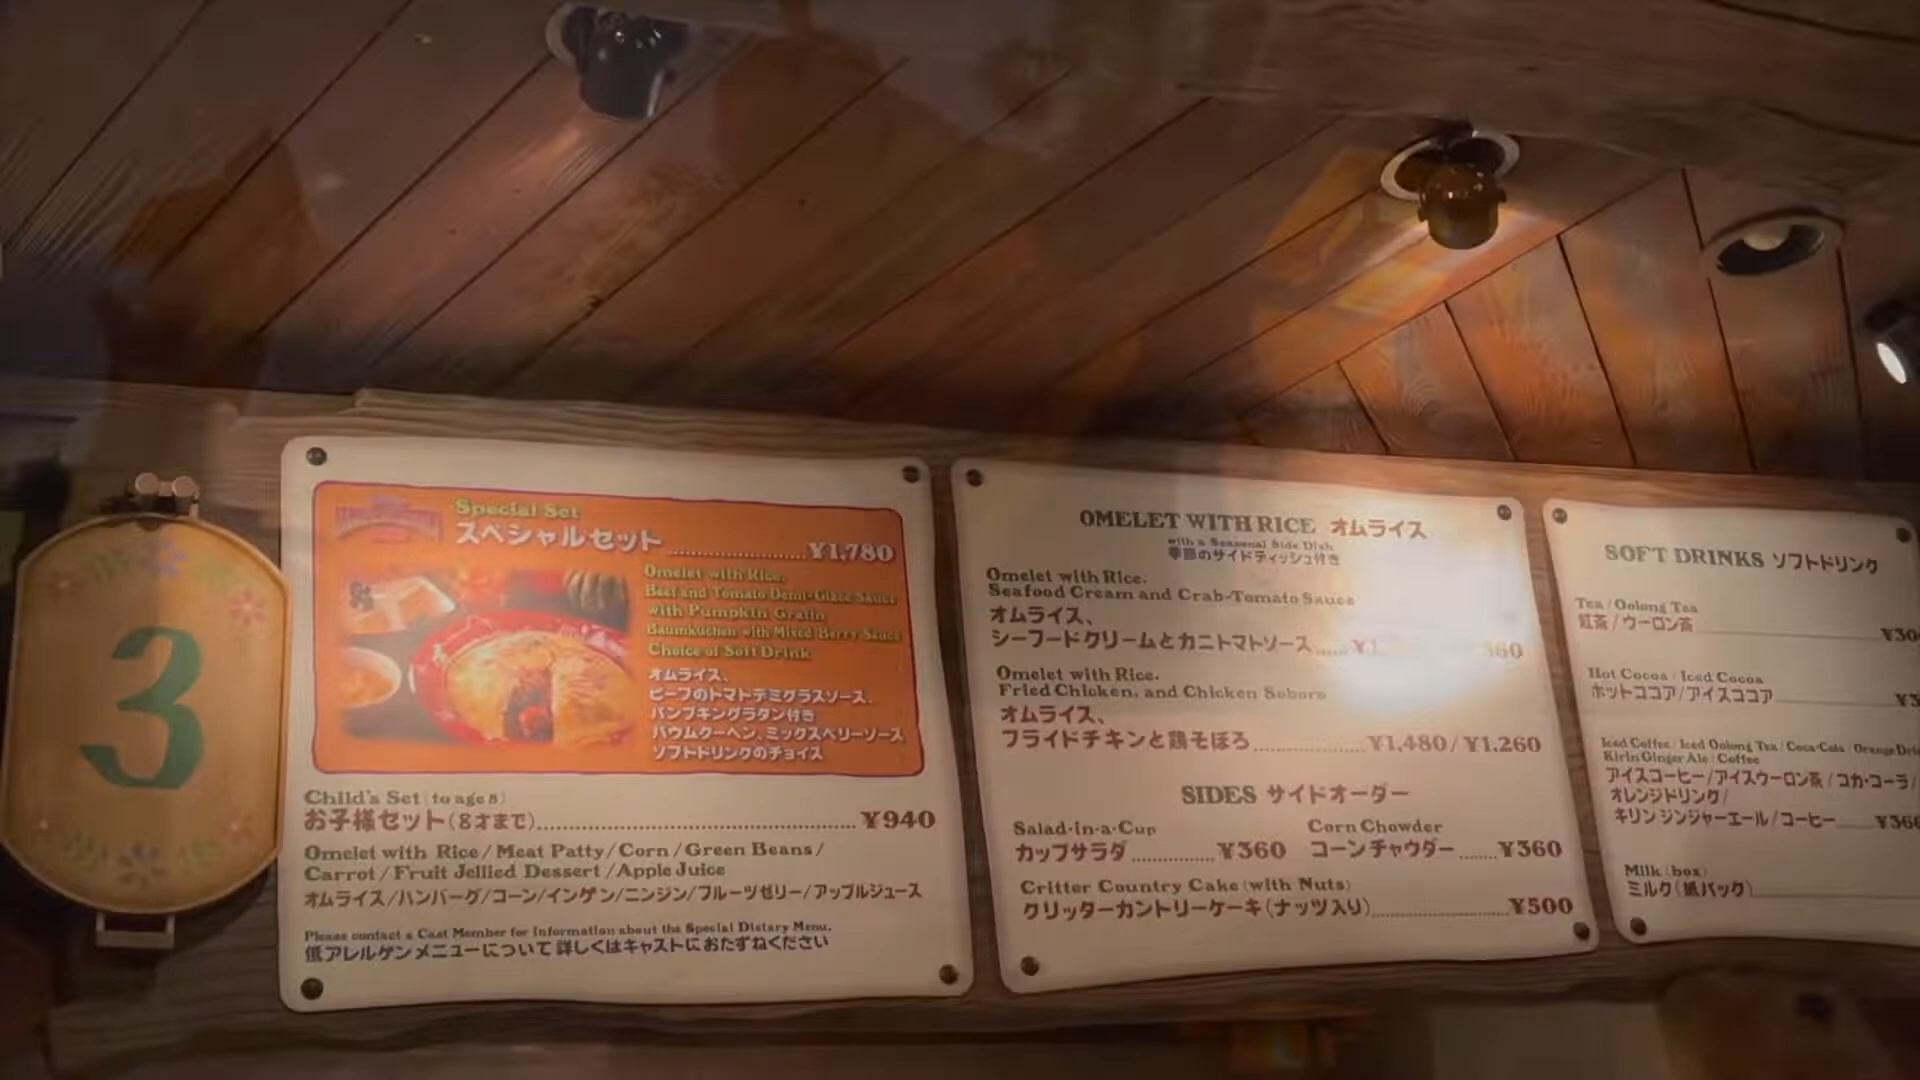 3
Special Set
スペシャルセット ¥1,780
Omelet with Rice,
Beef and Tomato Demi-Glace Sauce
with Pumpkin Gratin
Baumkuchen with Mixed Berry Sauce
Choice of Soft Drink
オムライス、
ビーフのトマトデミグラスソース、
パンプキングラタン付き
バウムクーヘン、ミックスベリーソース
ソフトドリンクのチョイス
Child's Set (to age 8)
お子様セット(8才まで) ¥940
Omelet with Rice / Meat Patty / Corn / Green Beans /
Carrot / Fruit Jellied Dessert / Apple Juice
オムライス/ハンバーグ/コーン/インゲン/ニンジン/フルーツゼリー/アップルジュース
Please contact a Cast Member for information about the Special Dietary Menu.
低アレルゲンメニューについて詳しくはキャストにおたずねください
OMELET WITH RICE オムライス
with a Seasonal Side Dish
季節のサイドディッシュ付き
Omelet with Rice,
Seafood Cream and Crab-Tomato Sauce
オムライス、
シーフードクリームとカニトマトソース
Omelet with Rice,
Fried Chicken, and Chicken Soboro
オムライス、
フライドチキンと鶏そぼろ ¥1,480/¥1,260
SIDES サイドオーダー
Salad-in-a-Cup
カップサラダ ¥360
Corn Chowder
コーンチャウダー ¥360
Critter Country Cake (with Nuts)
クリッターカントリーケーキ(ナッツ入り) ¥500
SOFT DRINKS ソフトドリンク
Tea / Oolong Tea
紅茶 / ウーロン茶
Hot Cocoa / Iced Cocoa
ホットココア/アイスココア
Iced Coffee / Iced Oolong Tea / Coca-Cola / Orange
Kirin Ginger Ale / Coffee
アイスコーヒー/アイスウーロン茶 / コカ・コーラ/
オレンジドリンク/
キリン ジンジャーエール / コーヒー ¥360
Milk (box)
ミルク(紙パック)